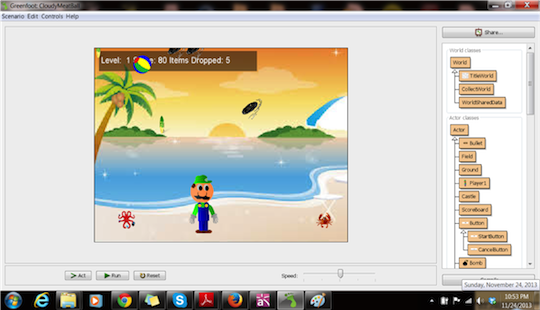 Greenfoot: CloudyMeatBall
Scenario Edit Controls Help
Share...
Level: 1 80 Items Dropped: 5
World classes
World
TitleWorld
CollectWorld
WorldSharedData
Actor classes
Actor
Bullet
Field
Ground
Player1
Castle
ScoreBoard
Button
StartButton
CancelButton
Bomb
> Act
Run
Reset
Speed:
Sunday, November 24, 2013
10:53 PM
11/24/2013